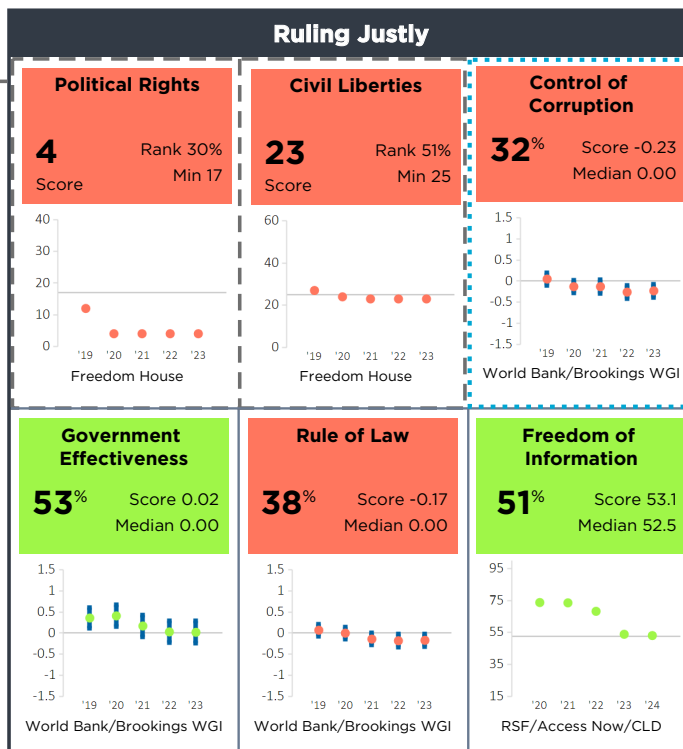 Ruling Justly
Political Rights
4
Score
Rank 30%
Min 17
40
30
20
10
0
'19 '20 '21 '22 '23
Freedom House
Civil Liberties
23
Score
Rank 51%
Min 25
60
40
20
0
'19 '20 '21 '22 '23
Freedom House
Control of
Corruption
32%
Score -0.23
Median 0.00
1.5
1
0.5
0
-0.5
-1
-1.5
'19 '20 '21 '22 '23
World Bank/Brookings WGI
Government
Effectiveness
53%
Score 0.02
Median 0.00
1.5
1
0.5
0
-0.5
-1
-1.5
'19 '20 '21 '22 '23
World Bank/Brookings WGI
Rule of Law
38%
Score -0.17
Median 0.00
1.5
1
0.5
0
-0.5
-1
-1.5
'19 '20 '21 '22 '23
World Bank/Brookings WGI
Freedom of
Information
51%
Score 53.1
Median 52.5
95
75
55
35
15
'20 '21 '22 '23 '24
RSF/Access Now/CLD